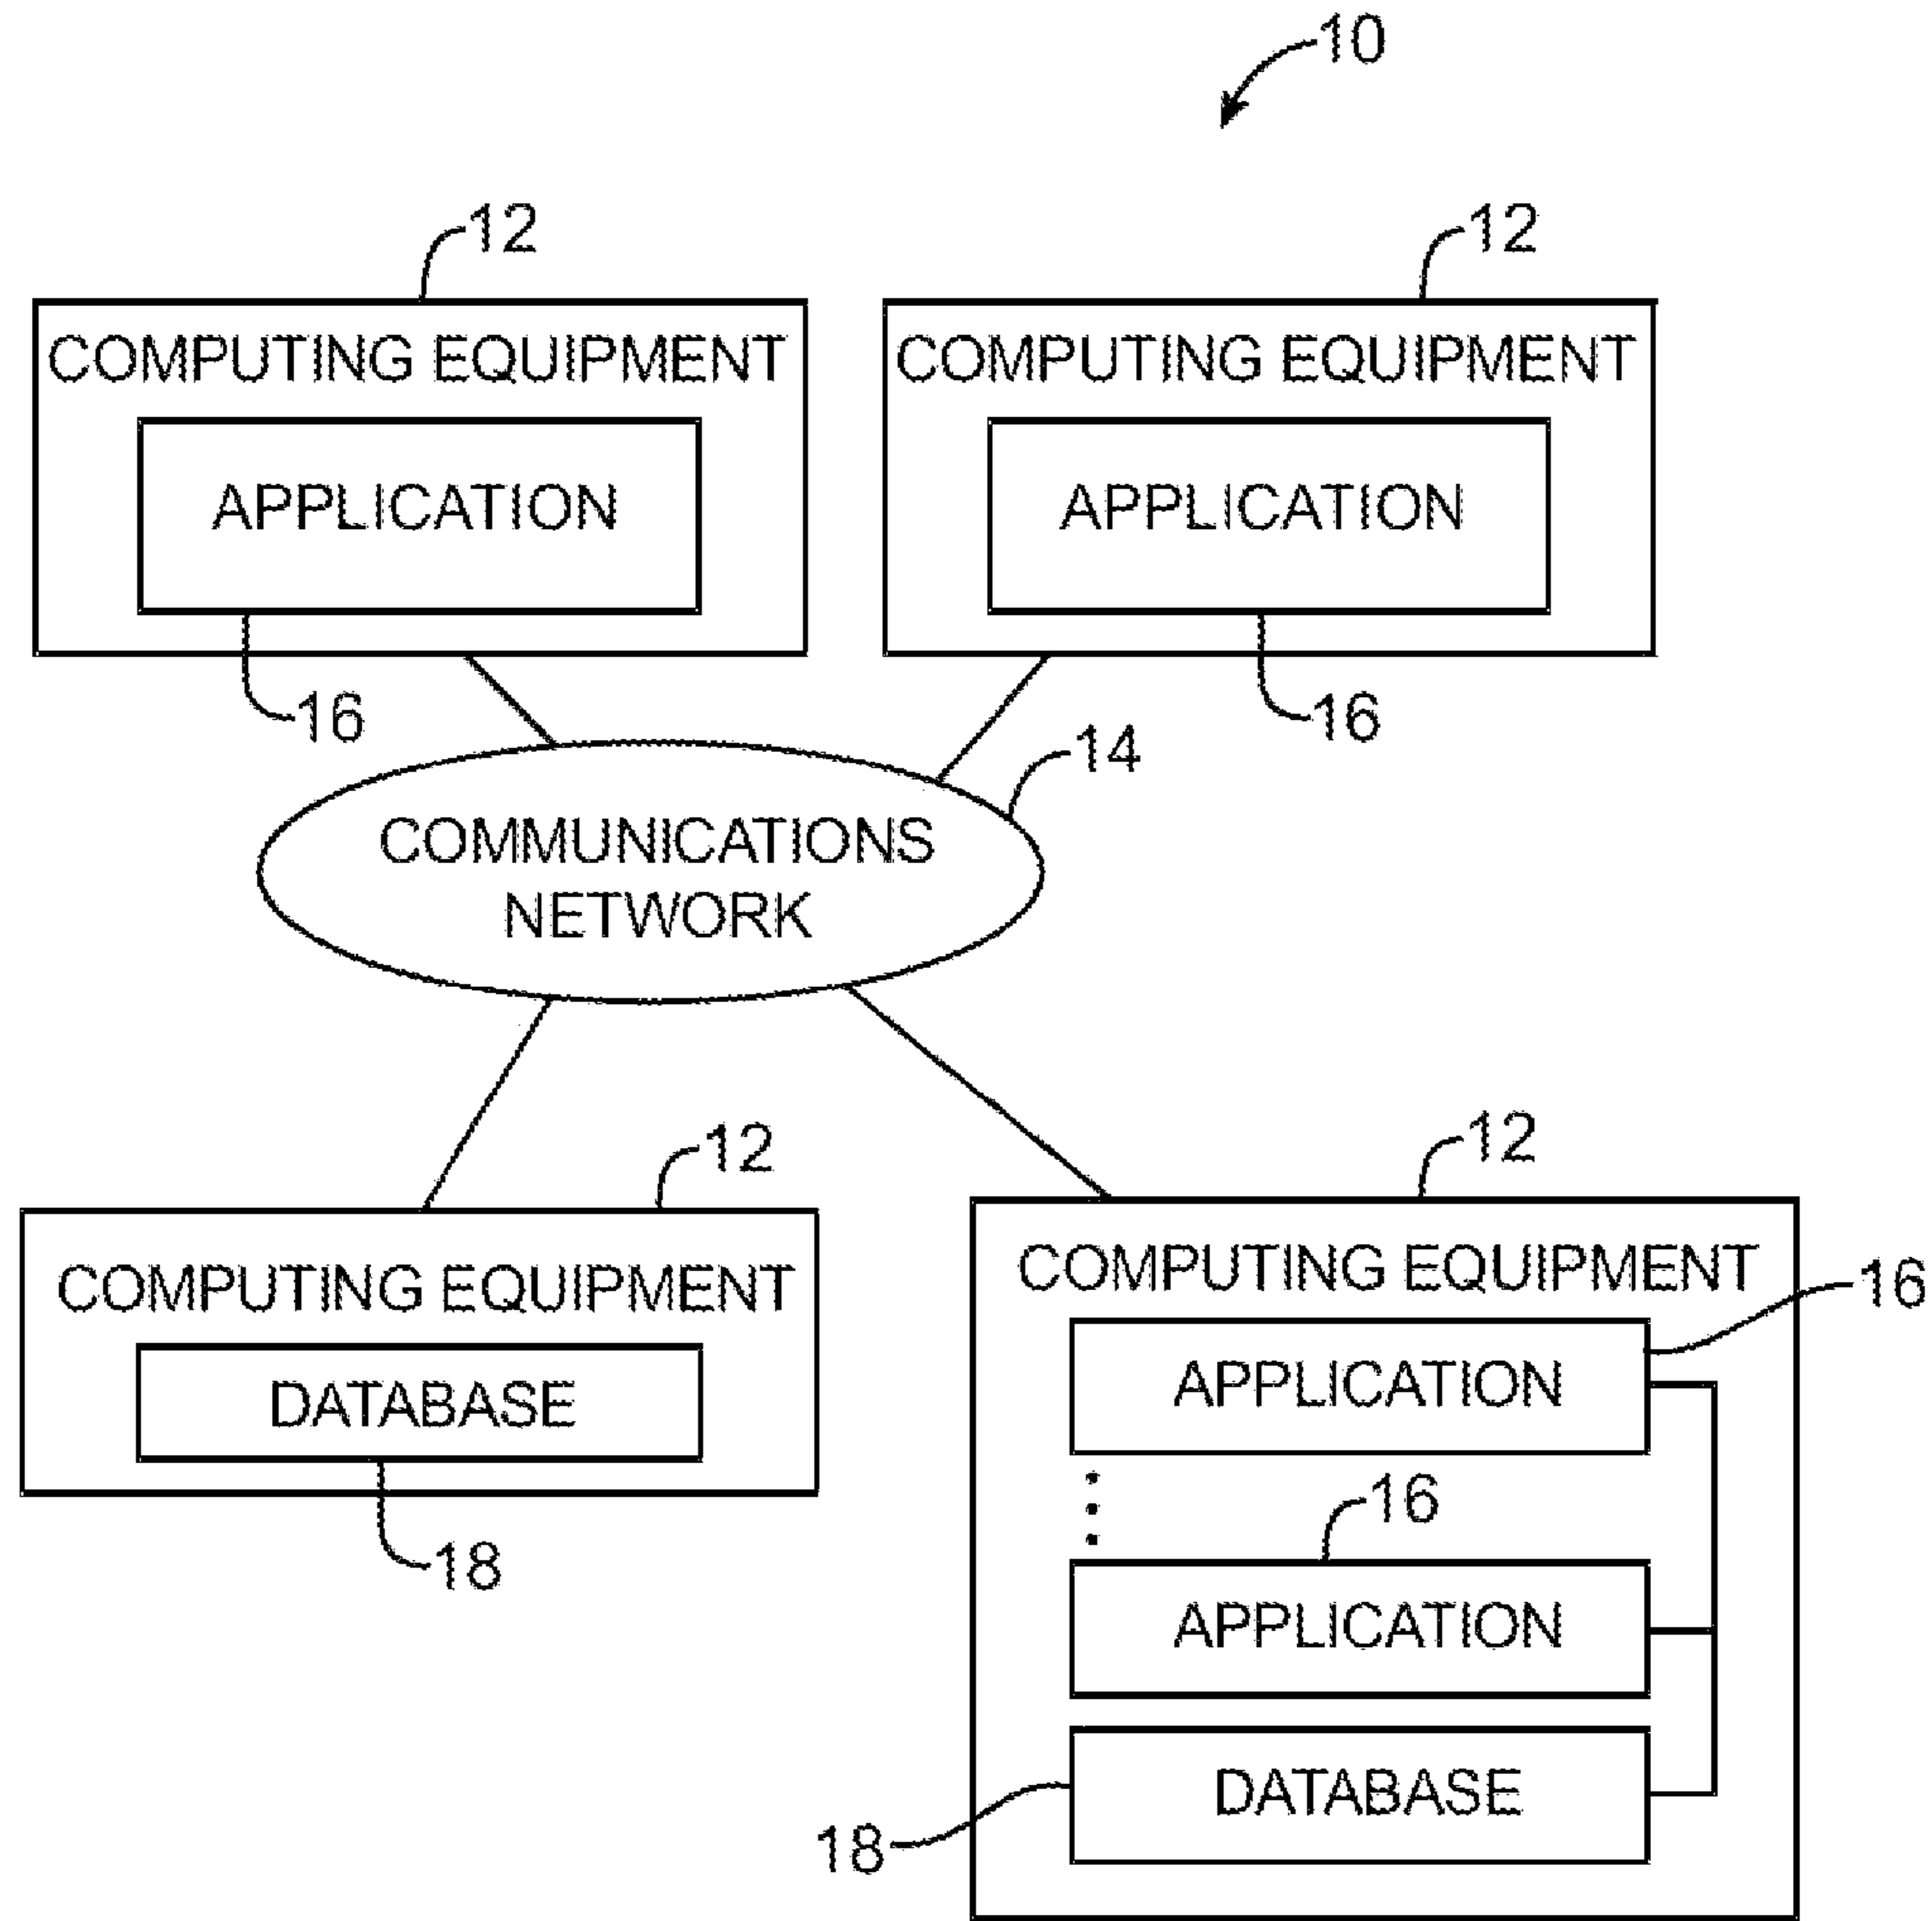 10
12
12
COMPUTING EQUIPMENT
COMPUTING EQUIPMENT
APPLICATION
APPLICATION
16
16
14
COMMUNICATIONS
NETWORK
12
12
COMPUTING EQUIPMENT
DATABASE
18
COMPUTING EQUIPMENT
16
APPLICATION
16
APPLICATION
DATABASE
18